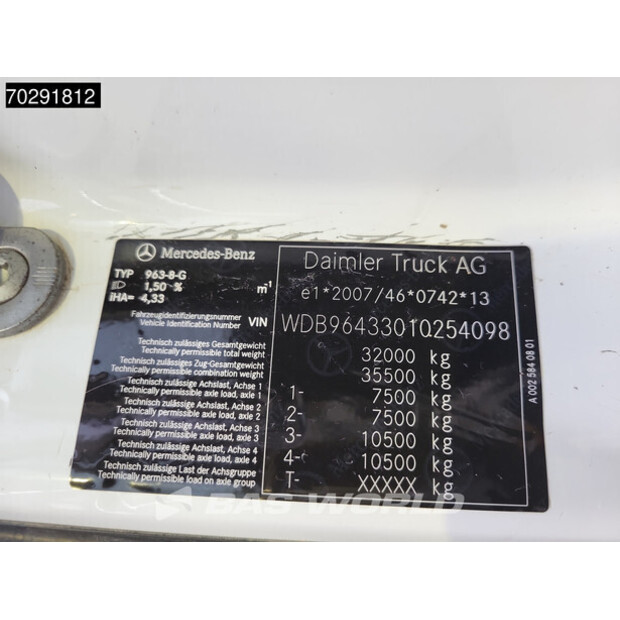 70291812
Mercedes-Benz
TYP 963-8-G
1,50 %
iHA= 4,33 m⁻¹
Fahrzeugidentifizierungsnummer
Vehicle Identification Number VIN
Technisch zulässiges Gesamtgewicht
Technically permissible total weight
Technisch zulässiges Zug-Gesamtgewicht
Technically permissible combination weight
Technisch zulässige Achslast, Achse 1
Technically permissible axle load, axle 1
Technisch zulässige Achslast, Achse 2
Technically permissible axle load, axle 2
Technisch zulässige Achslast, Achse 3
Technically permissible axle load, axle 3
Technisch zulässige Achslast, Achse 4
Technically permissible axle load, axle 4
Technisch zulässige Last der Achsgruppe
Technically permissible load on axle group
Daimler Truck AG
e1*2007/46*0742*13
WDB96433010254098
32000 kg
35500 kg
1- 7500 kg
2- 7500 kg
3- 10500 kg
4- 10500 kg
T- XXXXX kg
A 002 584 08 01
BAS WORLD